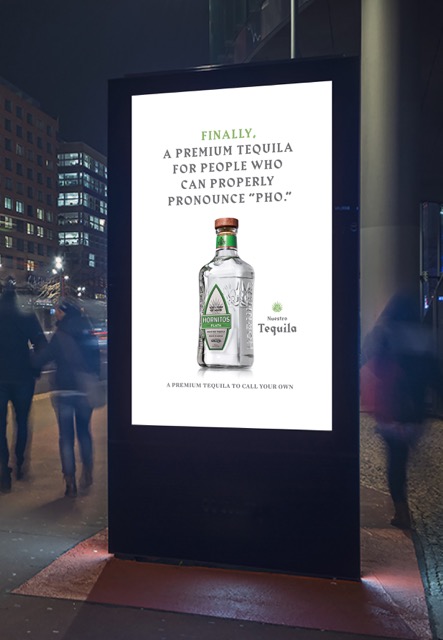 FINALLY,
A PREMIUM TEQUILA
FOR PEOPLE WHO
CAN PROPERLY
PRONOUNCE “PHO.”
HORNITOS
PLATA
Nuestro
Tequila
A PREMIUM TEQUILA TO CALL YOUR OWN